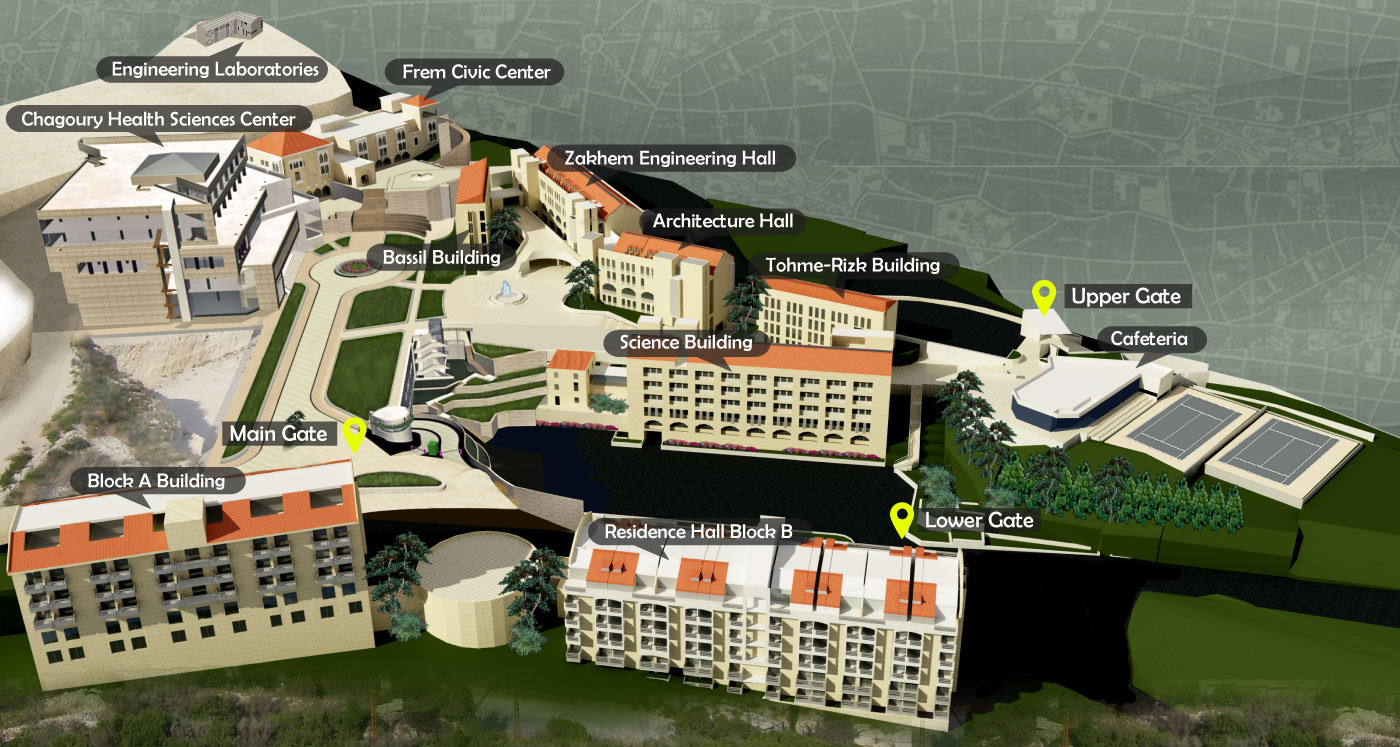 Engineering Laboratories
Frem Civic Center
Chagoury Health Sciences Center
Zakhem Engineering Hall
Architecture Hall
Bassil Building
Tohme-Rizk Building
Upper Gate
Cafeteria
Science Building
Main Gate
Block A Building
Lower Gate
Residence Hall Block B